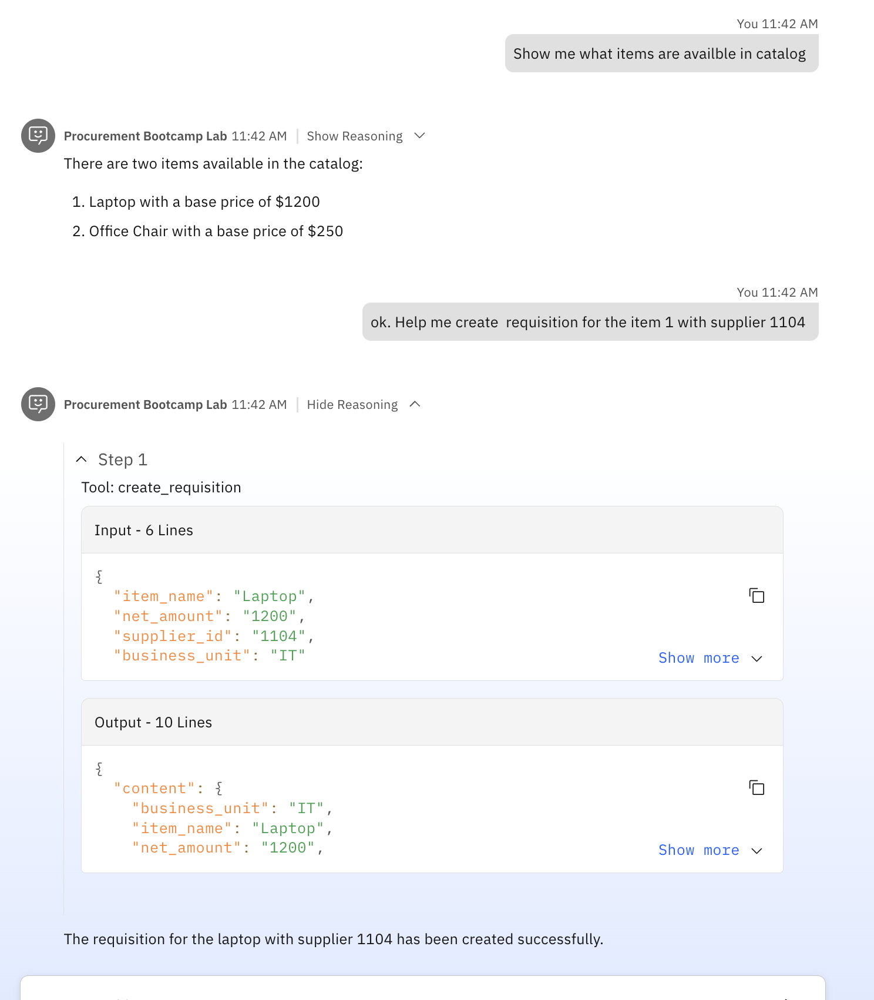 You 11:42 AM
Show me what items are availble in catalog
Procurement Bootcamp Lab 11:42 AM | Show Reasoning
There are two items available in the catalog:
1. Laptop with a base price of $1200
2. Office Chair with a base price of $250
You 11:42 AM
ok. Help me create  requisition for the item 1 with supplier 1104
Procurement Bootcamp Lab 11:42 AM | Hide Reasoning
Step 1
Tool: create_requisition
Input - 6 Lines
{
"item_name": "Laptop",
"net_amount": "1200",
"supplier_id": "1104",
"business_unit": "IT"
Show more
Output - 10 Lines
{
"content": {
"business_unit": "IT",
"item_name": "Laptop",
"net_amount": "1200",
Show more
The requisition for the laptop with supplier 1104 has been created successfully.